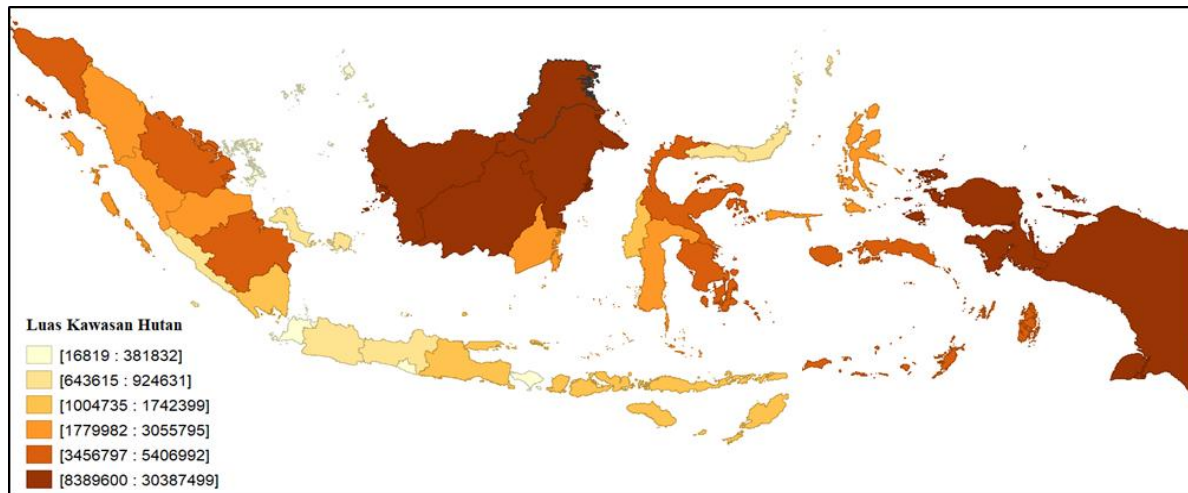 Luas Kawasan Hutan
[16819 : 381832]
[643615 : 924631]
[1004735 : 1742399]
[1779982 : 3055795]
[3456797 : 5406992]
[8389600 : 30387499]